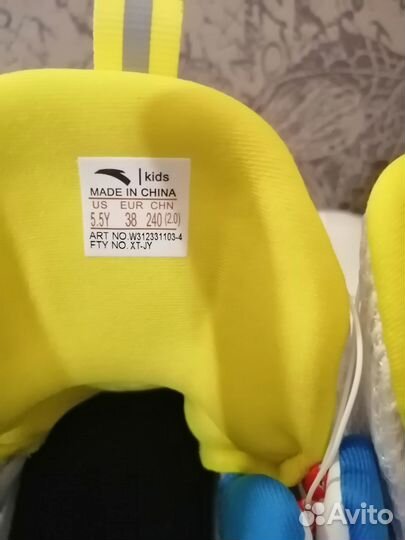 kids
MADE IN CHINA
US EUR CHN
5.5Y 38 240(2.0)
ART NO.W312331103-4
FTY NO. XT-JY
Avito